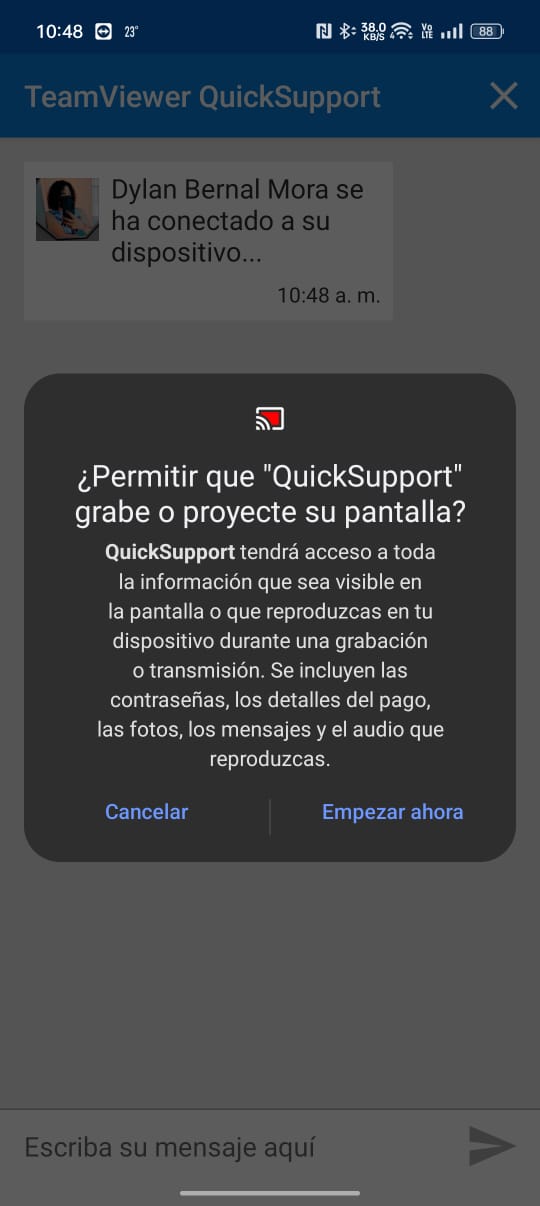 10:48 23° 38.0 KB/S 4 Vo LTE 88
TeamViewer QuickSupport
Dylan Bernal Mora se
ha conectado a su
dispositivo...
10:48 a. m.
¿Permitir que "QuickSupport"
grabe o proyecte su pantalla?
QuickSupport tendrá acceso a toda
la información que sea visible en
la pantalla o que reproduzcas en tu
dispositivo durante una grabación
o transmisión. Se incluyen las
contraseñas, los detalles del pago,
las fotos, los mensajes y el audio que
reproduzcas.
Cancelar Empezar ahora
Escriba su mensaje aquí